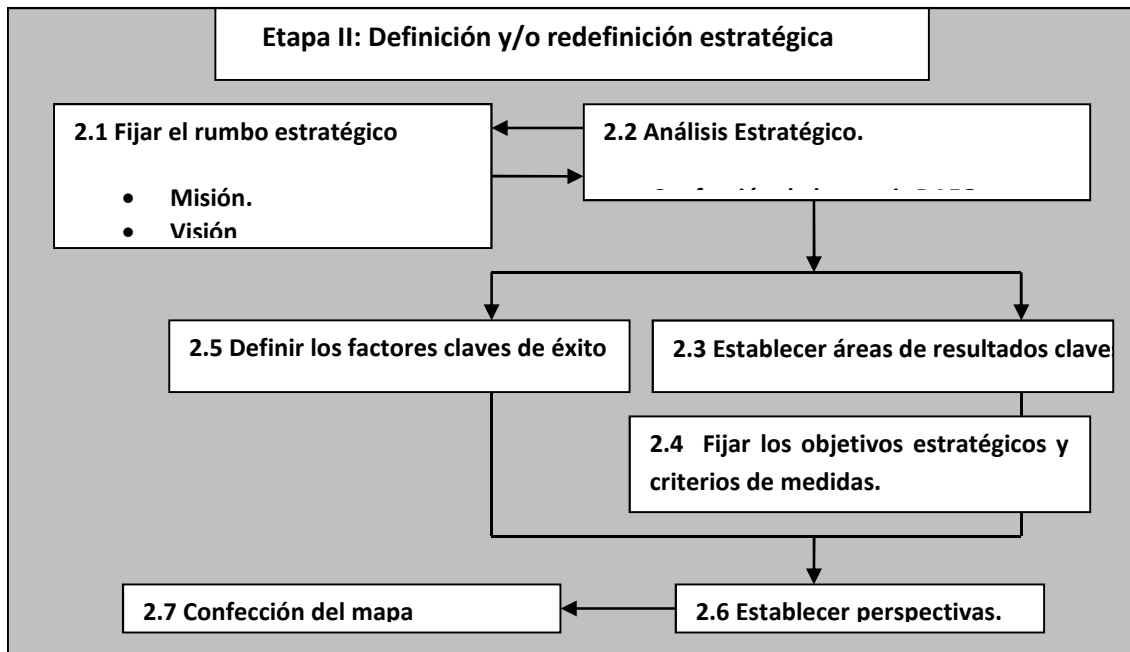 Etapa II: Definición y/o redefinición estratégica
2.1 Fijar el rumbo estratégico
• Misión.
• Visión
2.2 Análisis Estratégico.
2.5 Definir los factores claves de éxito
2.3 Establecer áreas de resultados claves
2.4 Fijar los objetivos estratégicos y
criterios de medidas.
2.7 Confección del mapa
2.6 Establecer perspectivas.